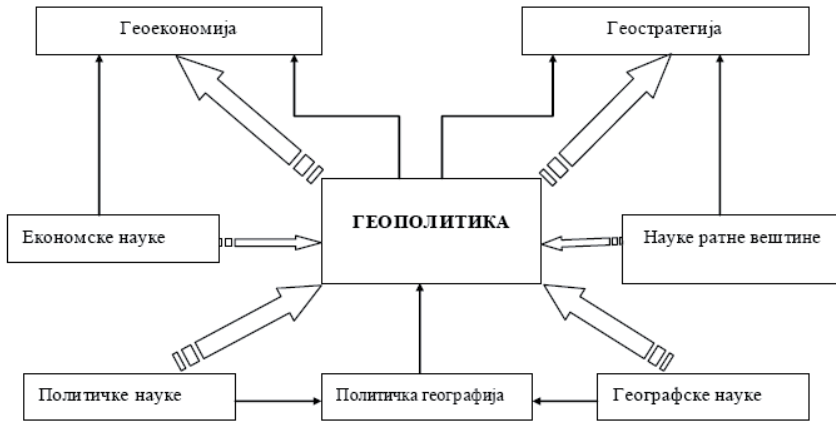 Геоекономија
Геостратегија
ГЕОПОЛИТИКА
Економске науке
Науке ратне вештине
Политичке науке
Политичка географија
Географске науке